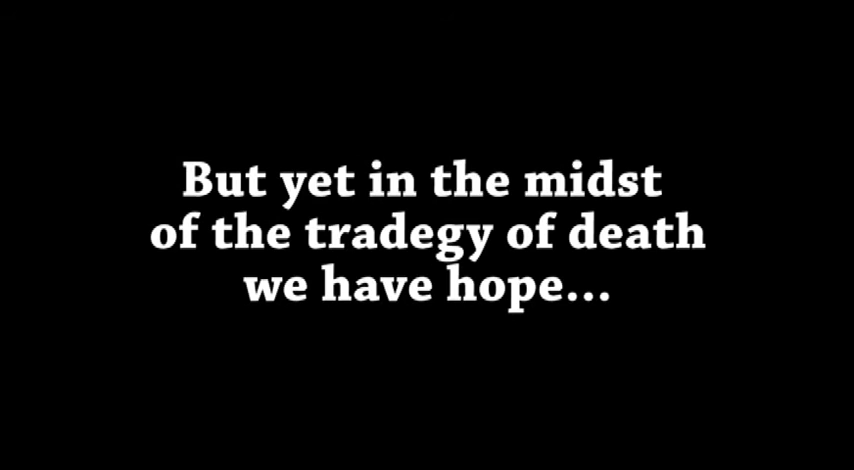 But yet in the midst
of the tradegy of death
we have hope...